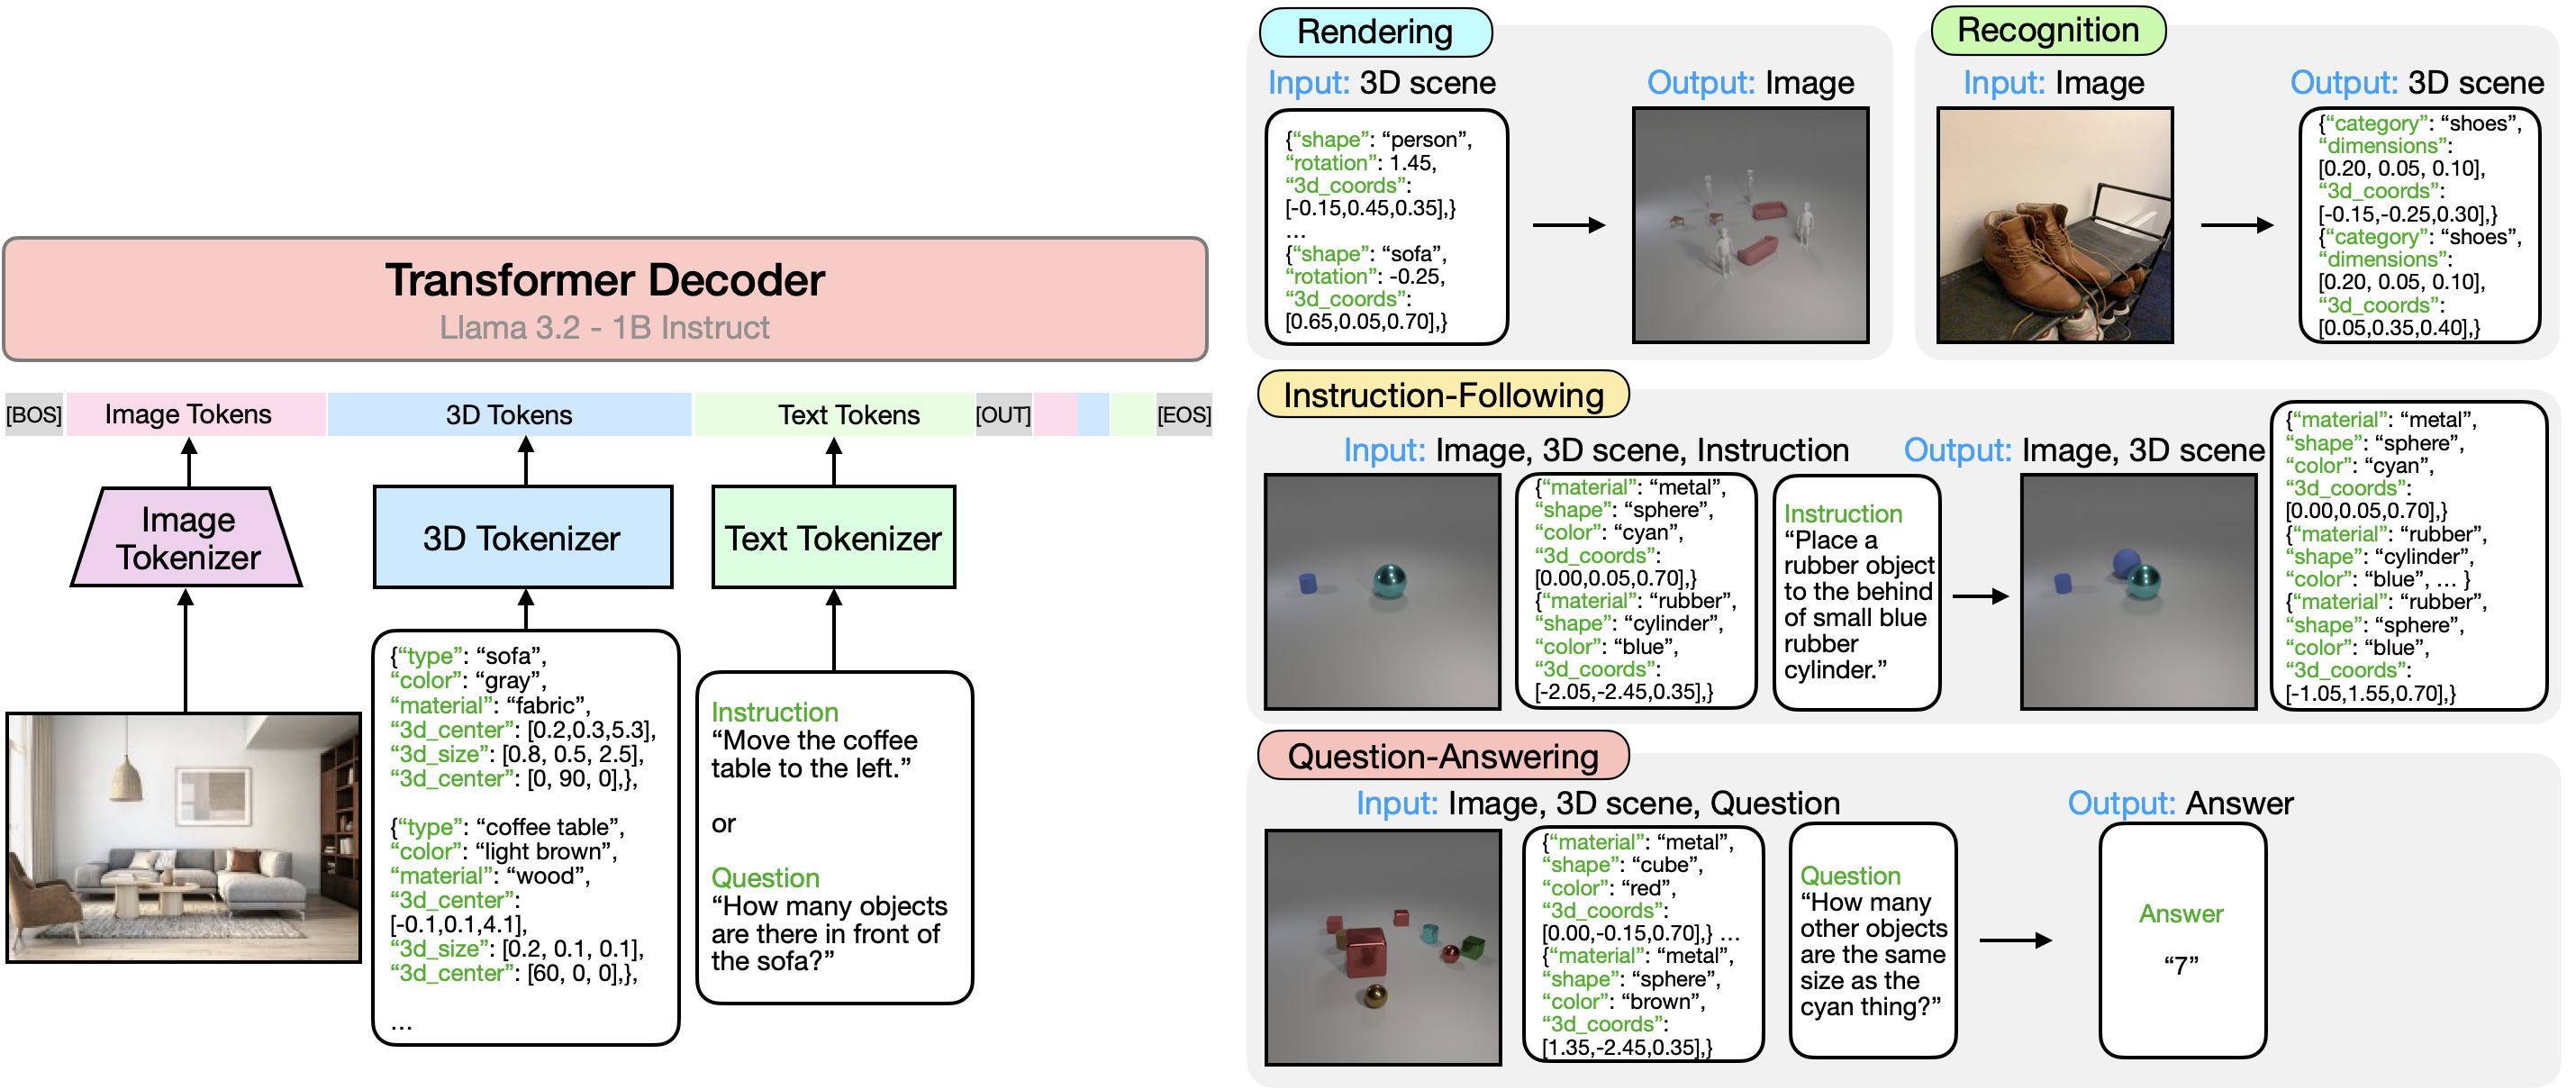 Transformer Decoder
Llama 3.2 - 1B Instruct
[BOS]
Image Tokens
3D Tokens
Text Tokens
[OUT]
[EOS]
Image
Tokenizer
3D Tokenizer
Text Tokenizer
{“type”: “sofa”,
“color”: “gray”,
“material”: “fabric”,
“3d_center”: [0.2,0.3,5.3],
“3d_size”: [0.8, 0.5, 2.5],
“3d_center”: [0, 90, 0],},
{“type”: “coffee table”,
“color”: “light brown”,
“material”: “wood”,
“3d_center”:
[-0.1,0.1,4.1],
“3d_size”: [0.2, 0.1, 0.1],
“3d_center”: [60, 0, 0],},
...
Instruction
“Move the coffee
table to the left.”
or
Question
“How many objects
are there in front of
the sofa?”
Rendering
Input: 3D scene
Output: Image
{“shape”: “person”,
“rotation”: 1.45,
“3d_coords”:
[-0.15,0.45,0.35],}
...
{“shape”: “sofa”,
“rotation”: -0.25,
“3d_coords”:
[0.65,0.05,0.70],}
Recognition
Input: Image
Output: 3D scene
{“category”: “shoes”,
“dimensions”:
[0.20, 0.05, 0.10],
“3d_coords”:
[-0.15,-0.25,0.30],}
{“category”: “shoes”,
“dimensions”:
[0.20, 0.05, 0.10],
“3d_coords”:
[0.05,0.35,0.40],}
Instruction-Following
Input: Image, 3D scene, Instruction
Output: Image, 3D scene
{“material”: “metal”,
“shape”: “sphere”,
“color”: “cyan”,
“3d_coords”:
[0.00,0.05,0.70],}
{“material”: “rubber”,
“shape”: “cylinder”,
“color”: “blue”,
“3d_coords”:
[-2.05,-2.45,0.35],}
Instruction
“Place a
rubber object
to the behind
of small blue
rubber
cylinder.”
{“material”: “metal”,
“shape”: “sphere”,
“color”: “cyan”,
“3d_coords”:
[0.00,0.05,0.70],}
{“material”: “rubber”,
“shape”: “cylinder”,
“color”: “blue”, ... }
{“material”: “rubber”,
“shape”: “sphere”,
“color”: “blue”,
“3d_coords”:
[-1.05,1.55,0.70],}
Question-Answering
Input: Image, 3D scene, Question
Output: Answer
{“material”: “metal”,
“shape”: “cube”,
“color”: “red”,
“3d_coords”:
[0.00,-0.15,0.70],} ...
{“material”: “metal”,
“shape”: “sphere”,
“color”: “brown”,
“3d_coords”:
[1.35,-2.45,0.35],}
Question
“How many
other objects
are the same
size as the
cyan thing?”
Answer
“7”